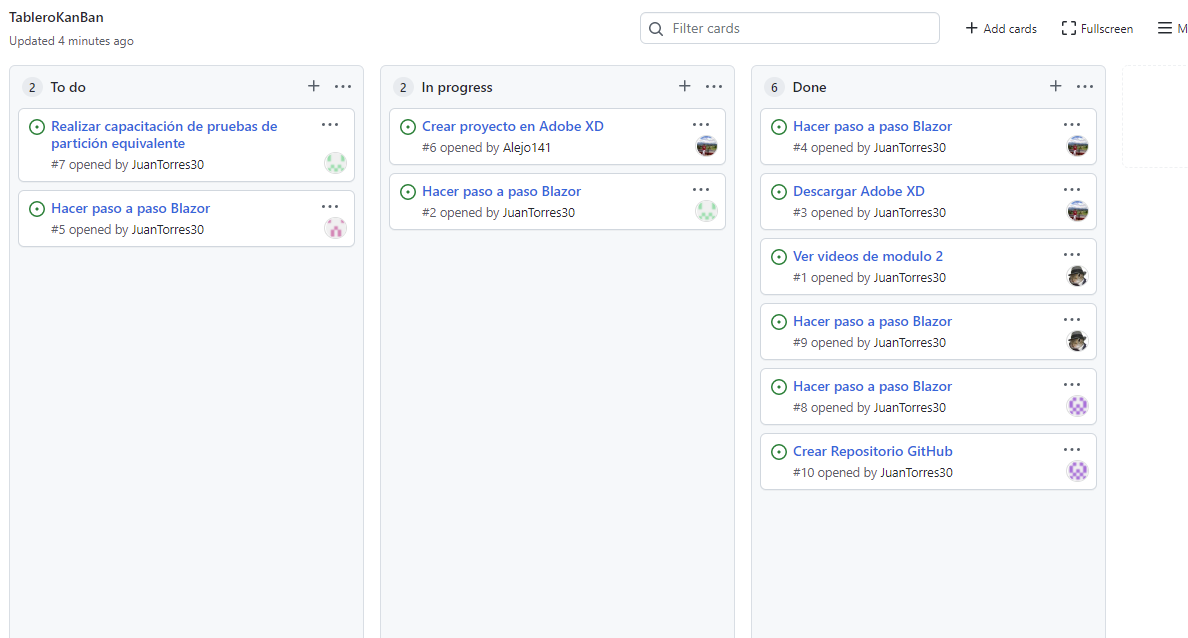 TableroKanBan
Updated 4 minutes ago
Filter cards
Add cards
Fullscreen
M
2 To do
Realizar capacitación de pruebas de
partición equivalente
#7 opened by JuanTorres30
Hacer paso a paso Blazor
#5 opened by JuanTorres30
2 In progress
Crear proyecto en Adobe XD
#6 opened by Alejo141
Hacer paso a paso Blazor
#2 opened by JuanTorres30
6 Done
Hacer paso a paso Blazor
#4 opened by JuanTorres30
Descargar Adobe XD
#3 opened by JuanTorres30
Ver videos de modulo 2
#1 opened by JuanTorres30
Hacer paso a paso Blazor
#9 opened by JuanTorres30
Hacer paso a paso Blazor
#8 opened by JuanTorres30
Crear Repositorio GitHub
#10 opened by JuanTorres30